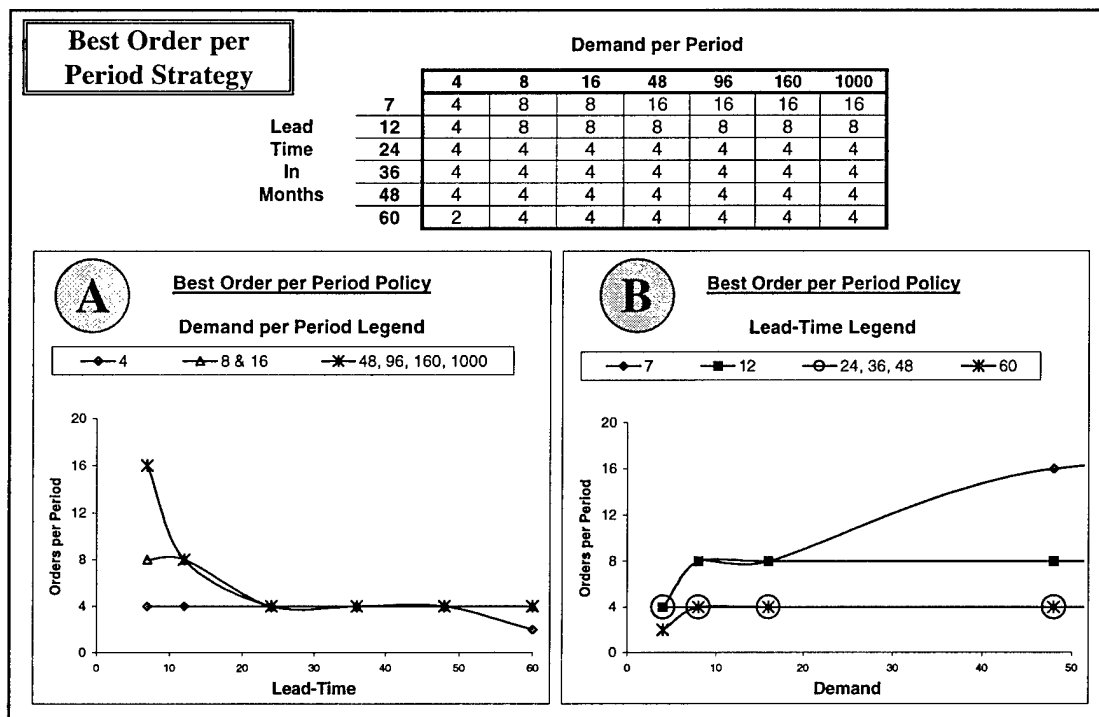 Best Order per
Period Strategy
Demand per Period
4 8 16 48 96 160 1000
7 4 8 8 16 16 16 16
Lead 12 4 8 8 8 8 8 8
Time 24 4 4 4 4 4 4 4
In 36 4 4 4 4 4 4 4
Months 48 4 4 4 4 4 4 4
60 2 4 4 4 4 4 4
A
Best Order per Period Policy
Demand per Period Legend
4 8 & 16 48, 96, 160, 1000
20
16
12
8
4
0
Orders per Period
0 10 20 30 40 50 60
Lead-Time
B
Best Order per Period Policy
Lead-Time Legend
7 12 24, 36, 48 60
20
16
12
8
4
0
Orders per Period
0 10 20 30 40 50
Demand